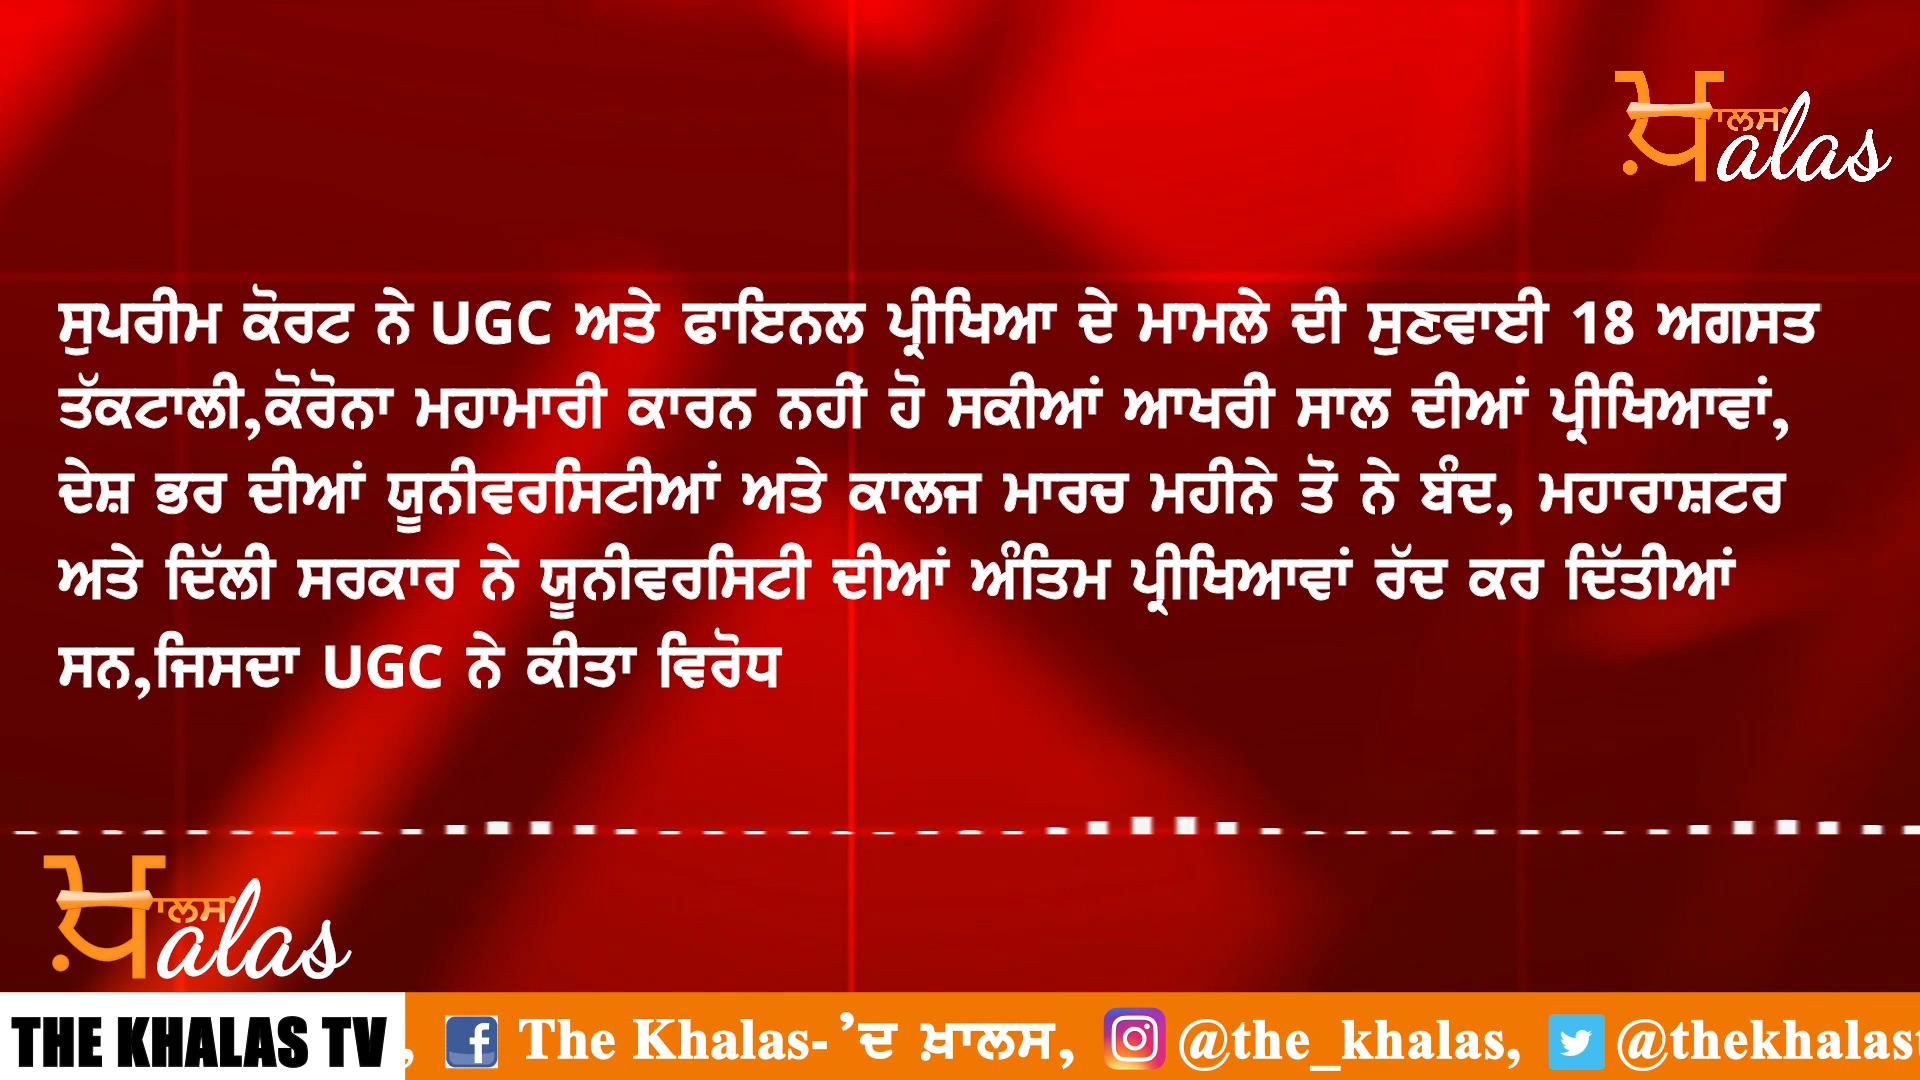 ਖ਼ਾਲਸ alas
ਸੁਪਰੀਮ ਕੋਰਟ ਨੇ UGC ਅਤੇ ਫਾਇਨਲ ਪ੍ਰੀਖਿਆ ਦੇ ਮਾਮਲੇ ਦੀ ਸੁਣਵਾਈ 18 ਅਗਸਤ
ਤੱਕਟਾਲੀ,ਕੋਰੋਨਾ ਮਹਾਮਾਰੀ ਕਾਰਨ ਨਹੀਂ ਹੋ ਸਕੀਆਂ ਆਖਰੀ ਸਾਲ ਦੀਆਂ ਪ੍ਰੀਖਿਆਵਾਂ,
ਦੇਸ਼ ਭਰ ਦੀਆਂ ਯੂਨੀਵਰਸਿਟੀਆਂ ਅਤੇ ਕਾਲਜ ਮਾਰਚ ਮਹੀਨੇ ਤੋਂ ਨੇ ਬੰਦ, ਮਹਾਰਾਸ਼ਟਰ
ਅਤੇ ਦਿੱਲੀ ਸਰਕਾਰ ਨੇ ਯੂਨੀਵਰਸਿਟੀ ਦੀਆਂ ਅੰਤਿਮ ਪ੍ਰੀਖਿਆਵਾਂ ਰੱਦ ਕਰ ਦਿੱਤੀਆਂ
ਸਨ,ਜਿਸਦਾ UGC ਨੇ ਕੀਤਾ ਵਿਰੋਧ
ਖ਼ਾਲਸ alas
THE KHALAS TV , The Khalas-’ਦ ਖ਼ਾਲਸ, @the_khalas, @thekhalast